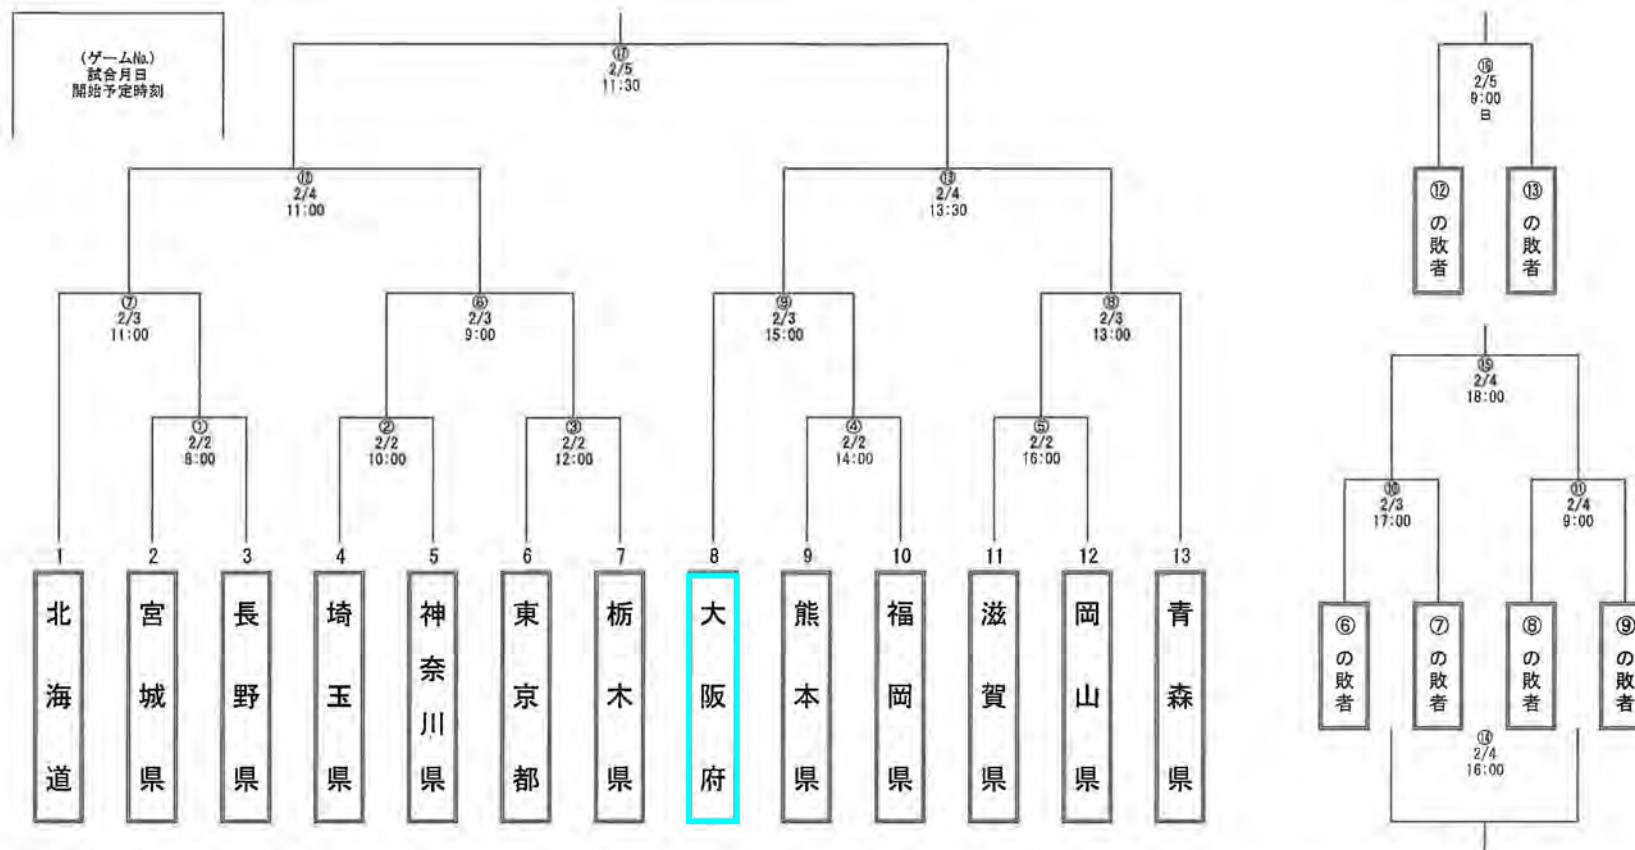 (ゲームNo.)
試合月日
開始予定時刻
⑰
2/5
11:30
⑯
2/5
9:00
日
⑫
2/4
11:00
⑬
2/4
13:30
⑫の敗者
⑬の敗者
⑦
2/3
11:00
⑥
2/3
9:00
⑨
2/3
15:00
⑧
2/3
13:00
⑮
2/4
18:00
①
2/2
8:00
②
2/2
10:00
③
2/2
12:00
④
2/2
14:00
⑤
2/2
16:00
⑩
2/3
17:00
⑪
2/4
9:00
1
2
3
4
5
6
7
8
9
10
11
12
13
北海道
宮城県
長野県
埼玉県
神奈川県
東京都
栃木県
大阪府
熊本県
福岡県
滋賀県
岡山県
青森県
⑥の敗者
⑦の敗者
⑧の敗者
⑨の敗者
⑭
2/4
16:00